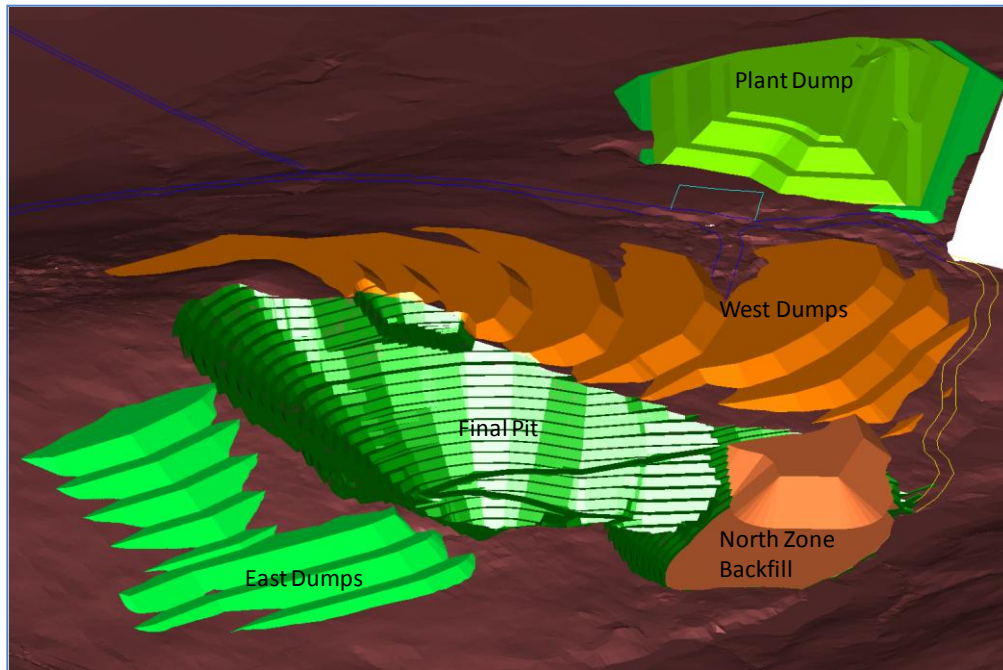 Plant Dump
West Dumps
Final Pit
North Zone
Backfill
East Dumps